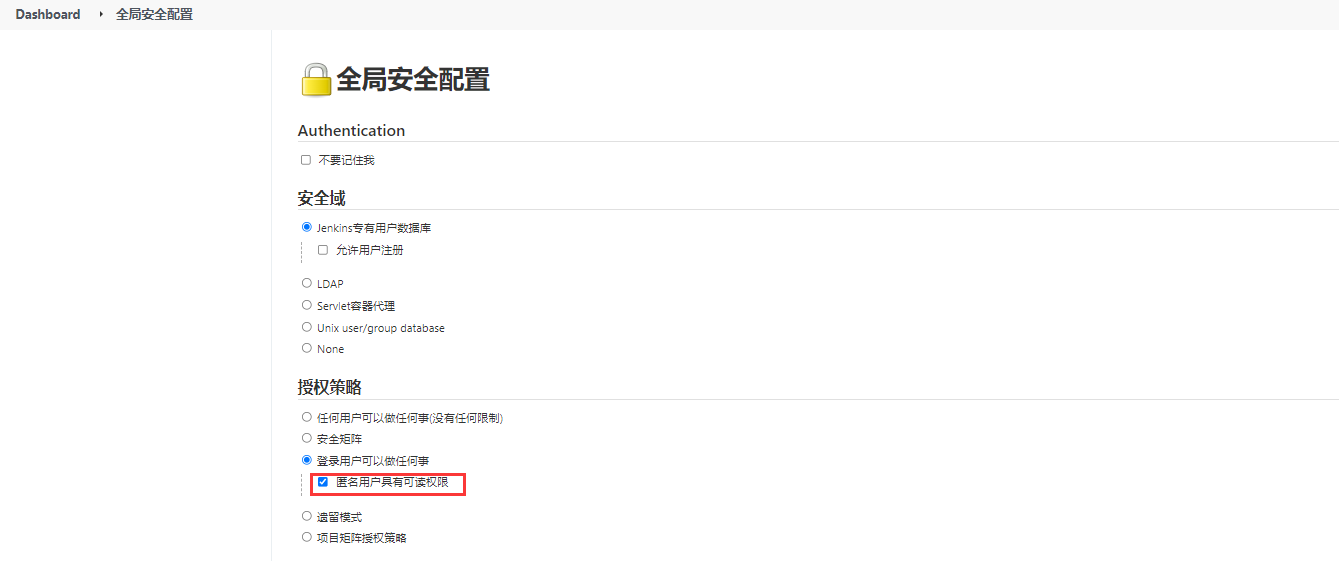 Dashboard 全局安全配置
全局安全配置
Authentication
不要记住我
安全域
Jenkins专有用户数据库
允许用户注册
LDAP
Servlet容器代理
Unix user/group database
None
授权策略
任何用户可以做任何事(没有任何限制)
安全矩阵
登录用户可以做任何事
匿名用户具有可读权限
遗留模式
项目矩阵授权策略